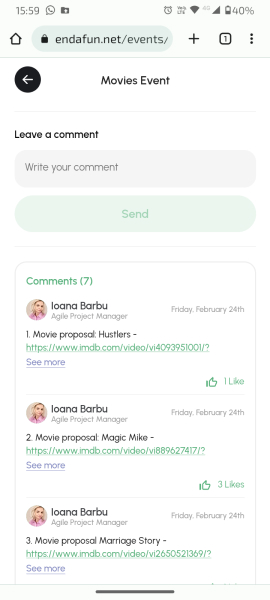 15:59
40%
endafun.net/events/
1
Movies Event
Leave a comment
Write your comment
Send
Comments (7)
Ioana Barbu
Agile Project Manager
Friday, February 24th
1. Movie proposal: Hustlers -
https://www.imdb.com/video/vi4093951001/?
See more
1 Like
Ioana Barbu
Agile Project Manager
Friday, February 24th
2. Movie proposal: Magic Mike -
https://www.imdb.com/video/vi889627417/?
See more
3 Likes
Ioana Barbu
Agile Project Manager
Friday, February 24th
3. Movie proposal Marriage Story -
https://www.imdb.com/video/vi2650521369/?
See more